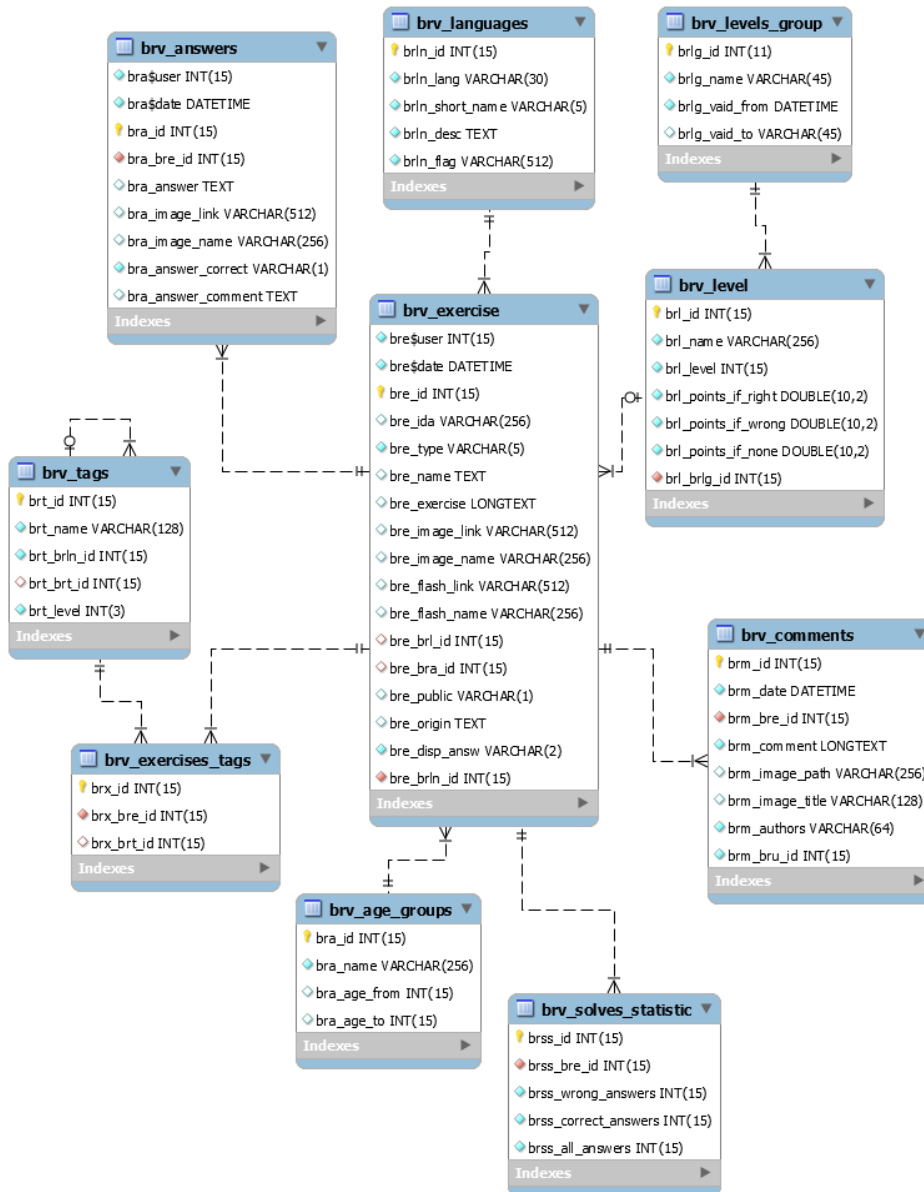 brv_answers
bra$user INT(15)
bra$date DATETIME
bra_id INT(15)
bra_bre_id INT(15)
bra_answer TEXT
bra_image_link VARCHAR(512)
bra_image_name VARCHAR(256)
bra_answer_correct VARCHAR(1)
bra_answer_comment TEXT
Indexes
brv_languages
brln_id INT(15)
brln_lang VARCHAR(30)
brln_short_name VARCHAR(5)
brln_desc TEXT
brln_flag VARCHAR(512)
Indexes
brv_levels_group
brlg_id INT(11)
brlg_name VARCHAR(45)
brlg_vaid_from DATETIME
brlg_vaid_to VARCHAR(45)
Indexes
brv_exercise
bre$user INT(15)
bre$date DATETIME
bre_id INT(15)
bre_ida VARCHAR(256)
bre_type VARCHAR(5)
bre_name TEXT
bre_exercise LONGTEXT
bre_image_link VARCHAR(512)
bre_image_name VARCHAR(256)
bre_flash_link VARCHAR(512)
bre_flash_name VARCHAR(256)
bre_brl_id INT(15)
bre_bra_id INT(15)
bre_public VARCHAR(1)
bre_origin TEXT
bre_disp_answ VARCHAR(2)
bre_brln_id INT(15)
Indexes
brv_level
brl_id INT(15)
brl_name VARCHAR(256)
brl_level INT(15)
brl_points_if_right DOUBLE(10,2)
brl_points_if_wrong DOUBLE(10,2)
brl_points_if_none DOUBLE(10,2)
brl_brlg_id INT(15)
Indexes
brv_tags
brt_id INT(15)
brt_name VARCHAR(128)
brt_brln_id INT(15)
brt_brt_id INT(15)
brt_level INT(3)
Indexes
brv_comments
brm_id INT(15)
brm_date DATETIME
brm_bre_id INT(15)
brm_comment LONGTEXT
brm_image_path VARCHAR(256)
brm_image_title VARCHAR(128)
brm_authors VARCHAR(64)
brm_bru_id INT(15)
Indexes
brv_exercises_tags
brx_id INT(15)
brx_bre_id INT(15)
brx_brt_id INT(15)
Indexes
brv_age_groups
bra_id INT(15)
bra_name VARCHAR(256)
bra_age_from INT(15)
bra_age_to INT(15)
Indexes
brv_solves_statistic
brss_id INT(15)
brss_bre_id INT(15)
brss_wrong_answers INT(15)
brss_correct_answers INT(15)
brss_all_answers INT(15)
Indexes